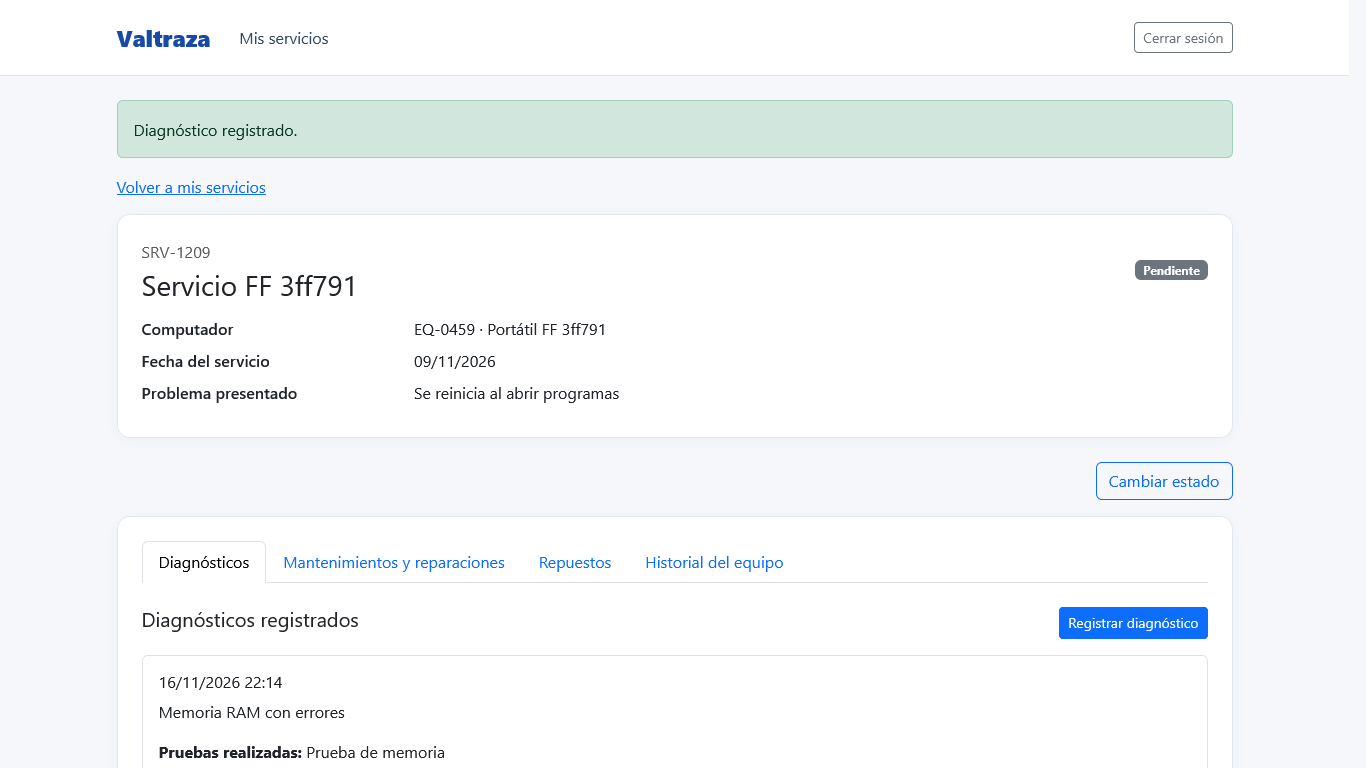 Valtraza
Mis servicios
Cerrar sesión
Diagnóstico registrado.
Volver a mis servicios
SRV-1209
Servicio FF 3ff791
Pendiente
Computador
EQ-0459 · Portátil FF 3ff791
Fecha del servicio
09/11/2026
Problema presentado
Se reinicia al abrir programas
Cambiar estado
Diagnósticos
Mantenimientos y reparaciones
Repuestos
Historial del equipo
Diagnósticos registrados
Registrar diagnóstico
16/11/2026 22:14
Memoria RAM con errores
Pruebas realizadas: Prueba de memoria